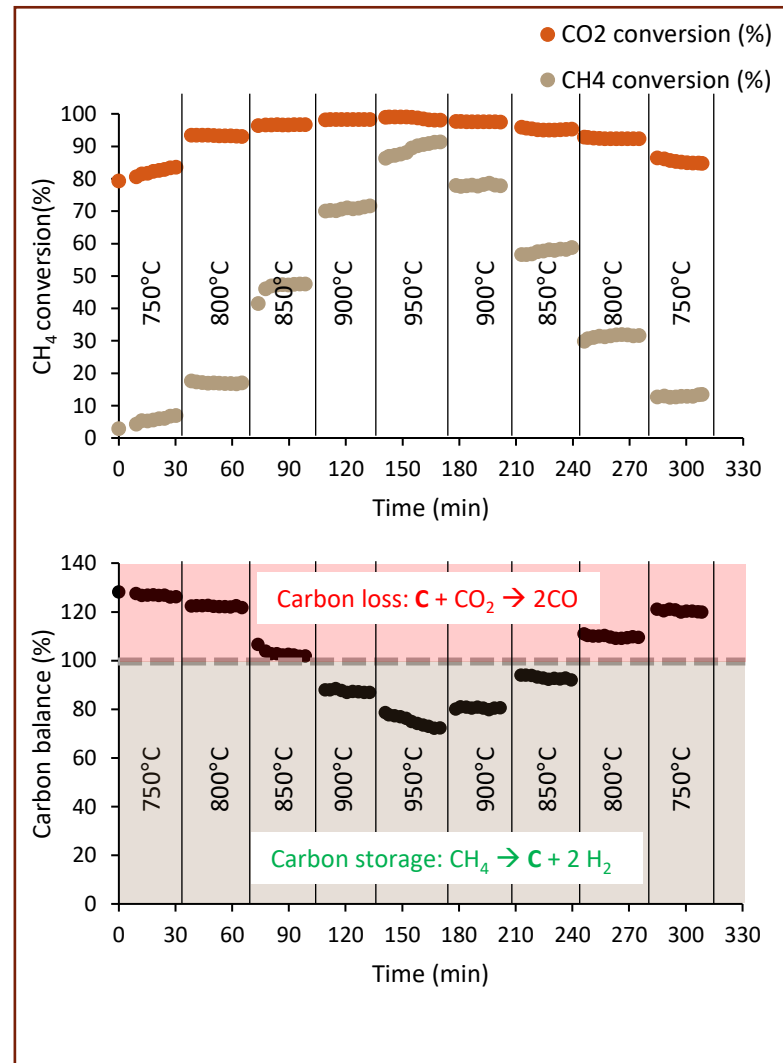 CO2 conversion (%)
CH4 conversion (%)
100
90
80
70
60
50
40
30
20
10
0
CH₄ conversion(%)
750°C
800°C
850°C
900°C
950°C
900°C
850°C
800°C
750°C
0 30 60 90 120 150 180 210 240 270 300 330
Time (min)
140
120
100
80
60
40
20
0
Carbon balance (%)
Carbon loss: C + CO₂ → 2CO
750°C
800°C
850°C
900°C
950°C
900°C
850°C
800°C
750°C
Carbon storage: CH₄ → C + 2 H₂
0 30 60 90 120 150 180 210 240 270 300 330
Time (min)